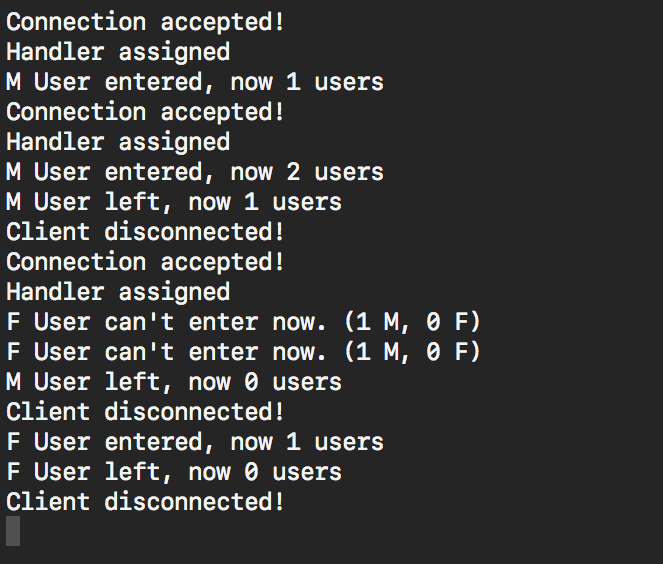 Connection accepted!
Handler assigned
M User entered, now 1 users
Connection accepted!
Handler assigned
M User entered, now 2 users
M User left, now 1 users
Client disconnected!
Connection accepted!
Handler assigned
F User can't enter now. (1 M, 0 F)
F User can't enter now. (1 M, 0 F)
M User left, now 0 users
Client disconnected!
F User entered, now 1 users
F User left, now 0 users
Client disconnected!